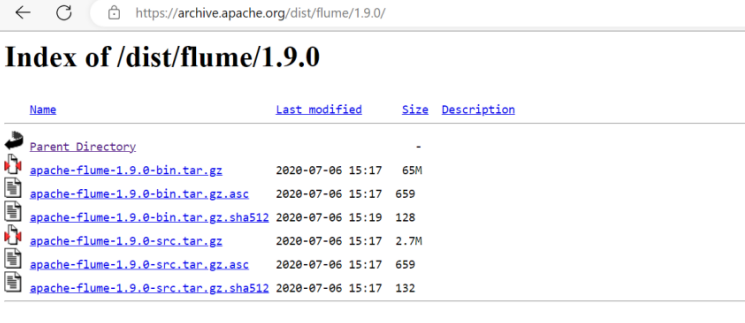 https://archive.apache.org/dist/flume/1.9.0/
Index of /dist/flume/1.9.0
Name Last modified Size Description
Parent Directory -
apache-flume-1.9.0-bin.tar.gz 2020-07-06 15:17 65M
apache-flume-1.9.0-bin.tar.gz.asc 2020-07-06 15:17 659
apache-flume-1.9.0-bin.tar.gz.sha512 2020-07-06 15:19 128
apache-flume-1.9.0-src.tar.gz 2020-07-06 15:17 2.7M
apache-flume-1.9.0-src.tar.gz.asc 2020-07-06 15:17 659
apache-flume-1.9.0-src.tar.gz.sha512 2020-07-06 15:17 132